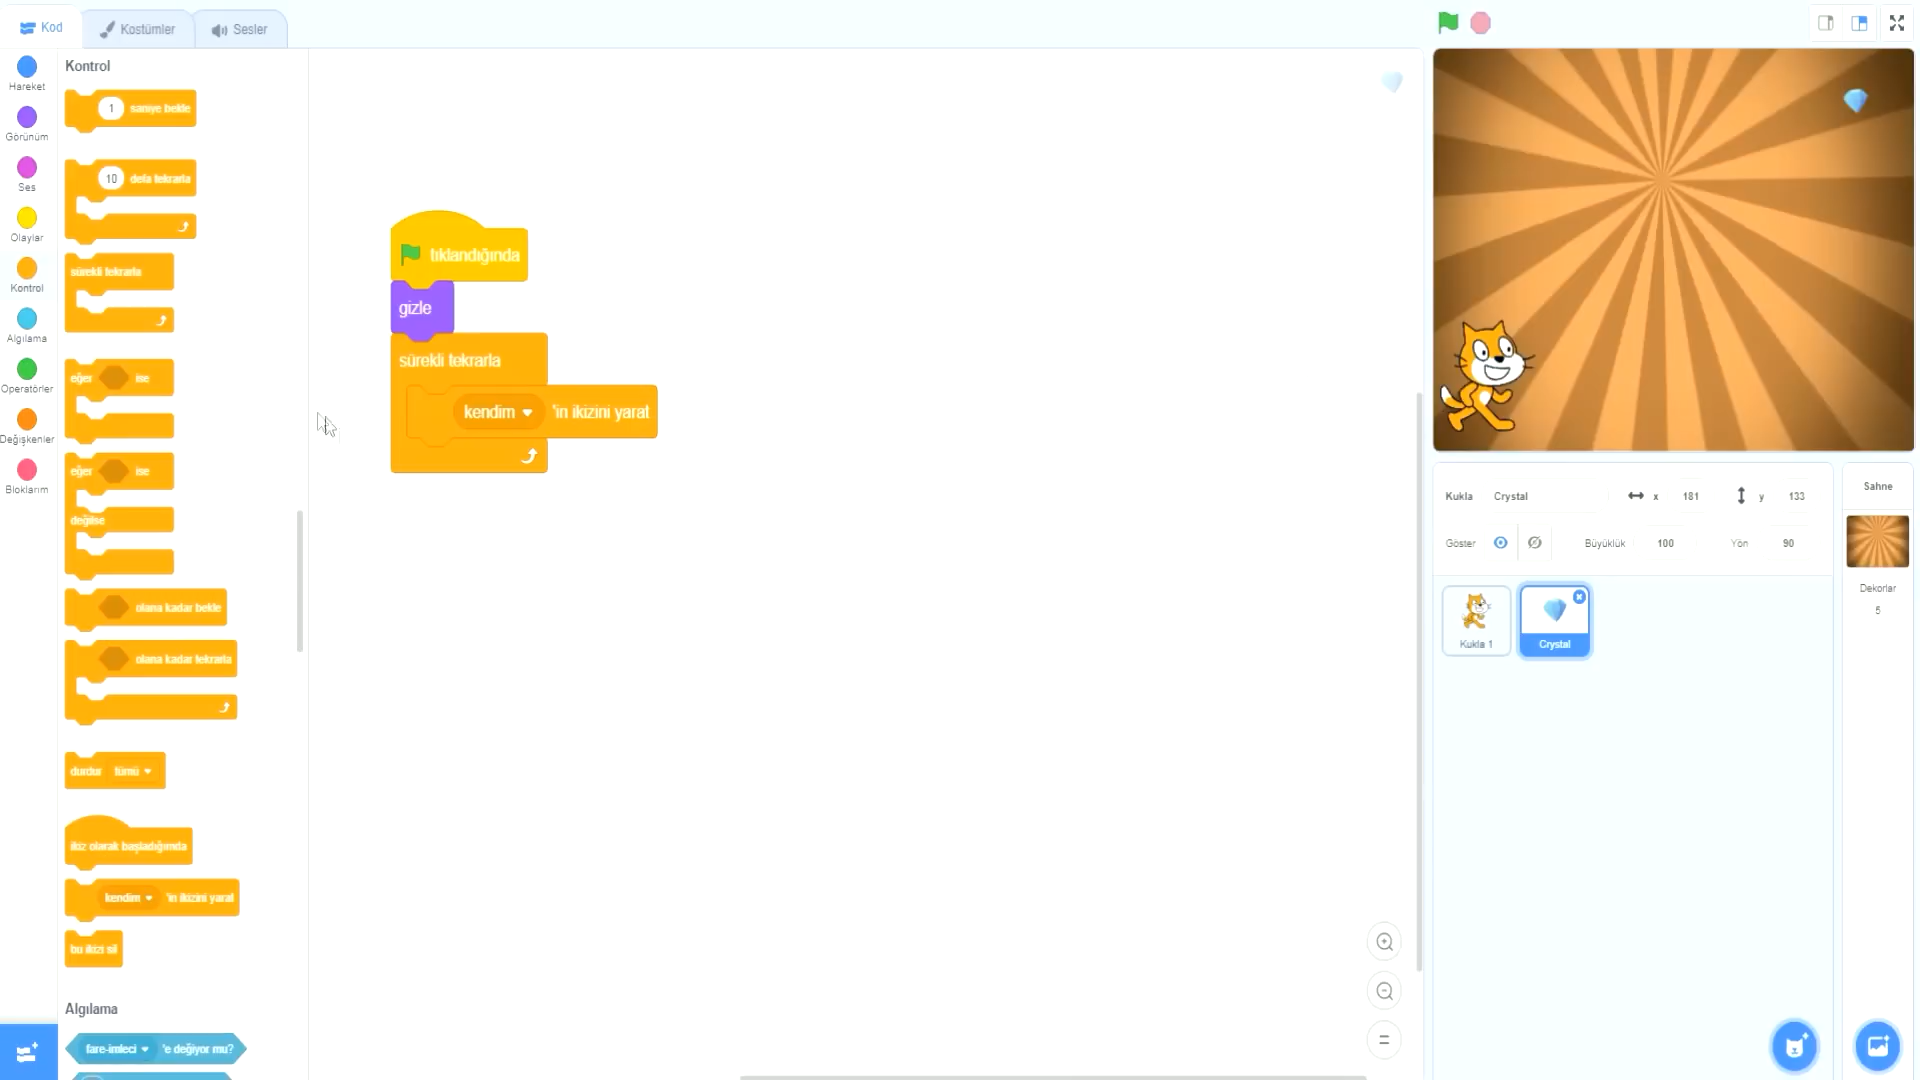 Kod
Kostümler
Sesler
Hareket
Görünüm
Ses
Olaylar
Kontrol
Algılama
Operatörler
Değişkenler
Bloklarım
Kontrol
1 saniye bekle
10 defa tekrarla
sürekli tekrarla
eğer ise
eğer ise
değilse
olana kadar bekle
olana kadar tekrarla
durdur tümü
ikiz olarak başladığımda
kendim 'in ikizini yarat
bu ikizi sil
Algılama
fare-imleci 'e değiyor mu?
tıklandığında
gizle
sürekli tekrarla
kendim 'in ikizini yarat
Kukla Crystal x 181 y 133
Göster Büyüklük 100 Yön 90
Kukla 1
Crystal
Sahne
Dekorlar
5